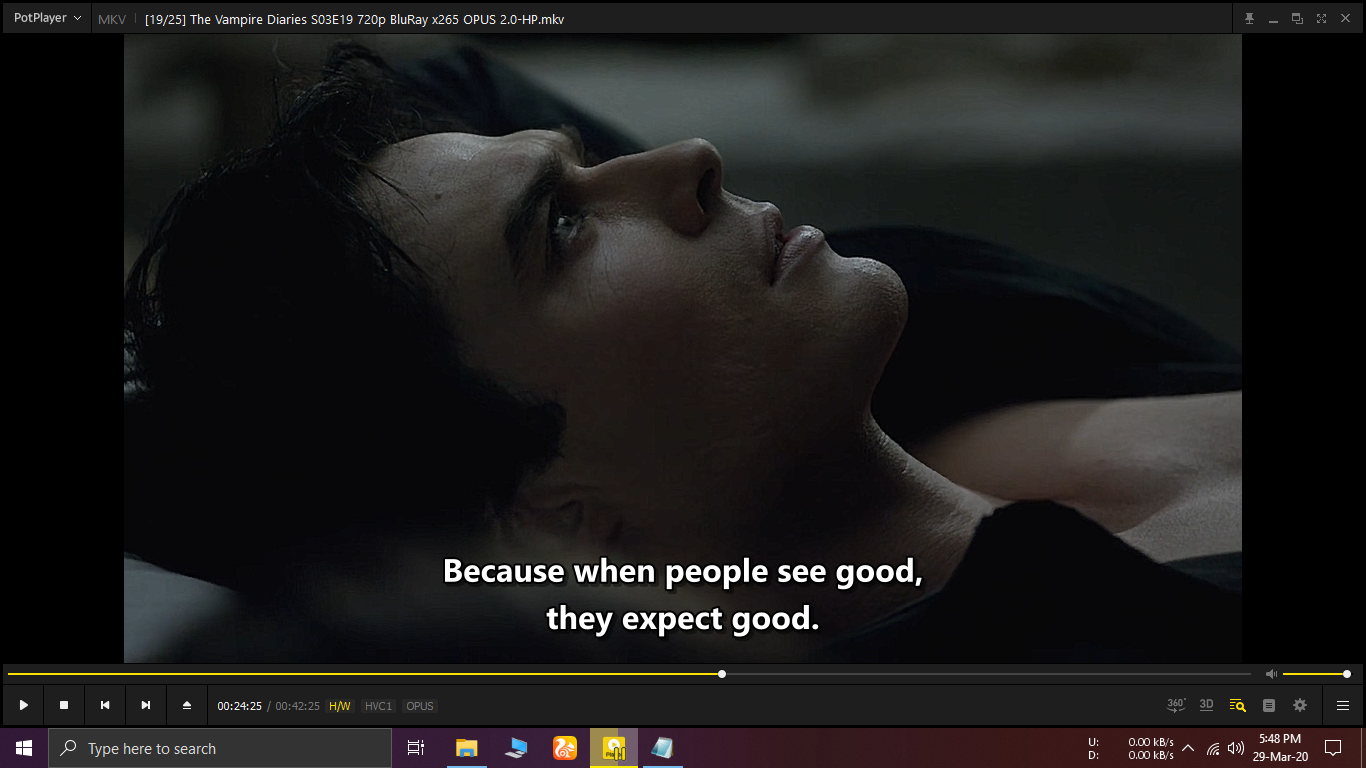 PotPlayer
MKV
[19/25] The Vampire Diaries S03E19 720p BluRay x265 OPUS 2.0-HP.mkv
Because when people see good,
they expect good.
00:24:25 / 00:42:25 H/W HVC1 OPUS
360° 3D
Type here to search
U: 0.00 kB/s
D: 0.00 kB/s
5:48 PM
29-Mar-20